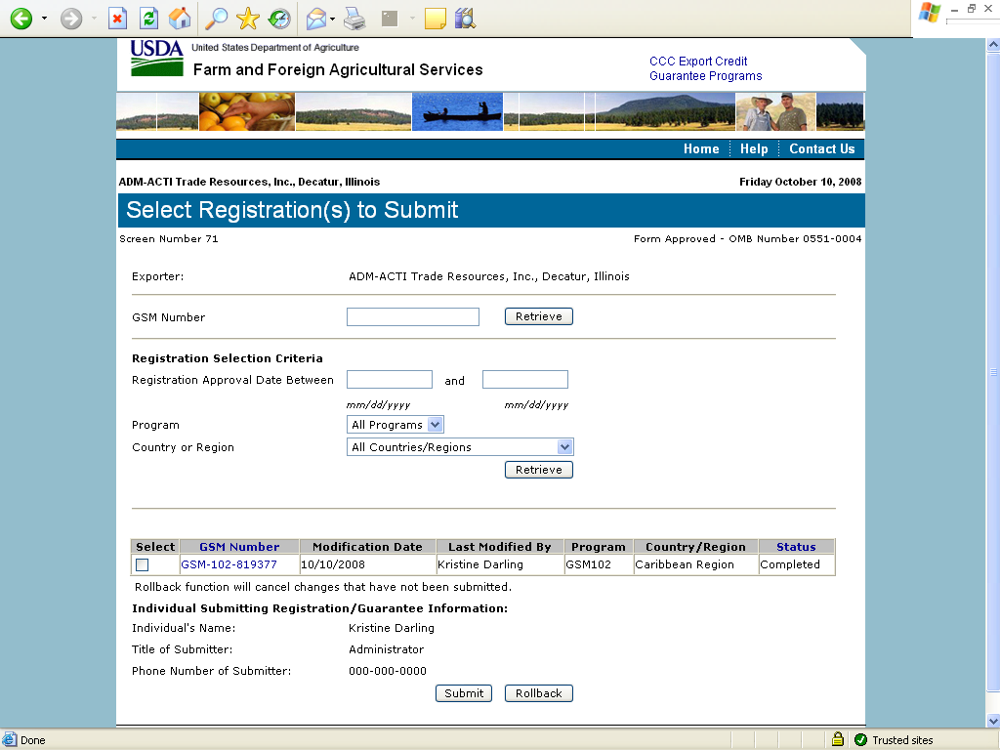 USDA United States Department of Agriculture
Farm and Foreign Agricultural Services
CCC Export Credit
Guarantee Programs
Home Help Contact Us
ADM-ACTI Trade Resources, Inc., Decatur, Illinois Friday October 10, 2008
Select Registration(s) to Submit
Screen Number 71 Form Approved - OMB Number 0551-0004
Exporter: ADM-ACTI Trade Resources, Inc., Decatur, Illinois
GSM Number Retrieve
Registration Selection Criteria
Registration Approval Date Between and
mm/dd/yyyy mm/dd/yyyy
Program All Programs
Country or Region All Countries/Regions
Retrieve
Select GSM Number Modification Date Last Modified By Program Country/Region Status
GSM-102-819377 10/10/2008 Kristine Darling GSM102 Caribbean Region Completed
Rollback function will cancel changes that have not been submitted.
Individual Submitting Registration/Guarantee Information:
Individual's Name: Kristine Darling
Title of Submitter: Administrator
Phone Number of Submitter: 000-000-0000
Submit Rollback
Done Trusted sites